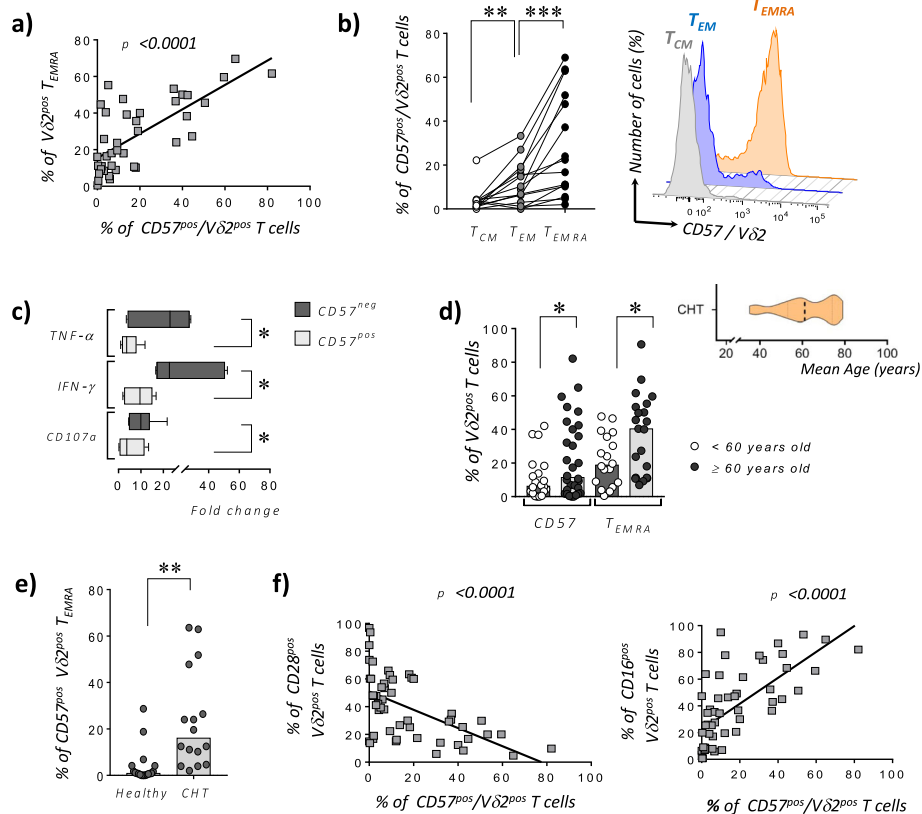 a)
p <0.0001
% of Vδ2pos TEMRA
100
80
60
40
20
0
0 20 40 60 80 100
% of CD57pos/Vδ2pos T cells
b)
** ***
% of CD57pos/Vδ2pos T cells
80
60
40
20
0
TCM TEM TEMRA
TEMRA
TEM
TCM
Number of cells (%)
0 10² 10³ 10⁴ 10⁵
CD57 / Vδ2
c)
CD57neg
CD57pos
TNF-α *
IFN-γ *
CD107a *
0 10 20 40 60 80
Fold change
d)
* *
% of Vδ2pos T cells
100
80
60
40
20
0
CD57 TEMRA
CHT
20 40 60 80 100
Mean Age (years)
< 60 years old
≥ 60 years old
e)
**
% of CD57pos Vδ2pos TEMRA
80
60
40
20
0
Healthy CHT
f)
p <0.0001
% of CD28pos
Vδ2pos T cells
100
80
60
40
20
0
0 20 40 60 80 100
% of CD57pos/Vδ2pos T cells
p <0.0001
% of CD16pos
Vδ2pos T cells
100
80
60
40
20
0
0 20 40 60 80 100
% of CD57pos/Vδ2pos T cells